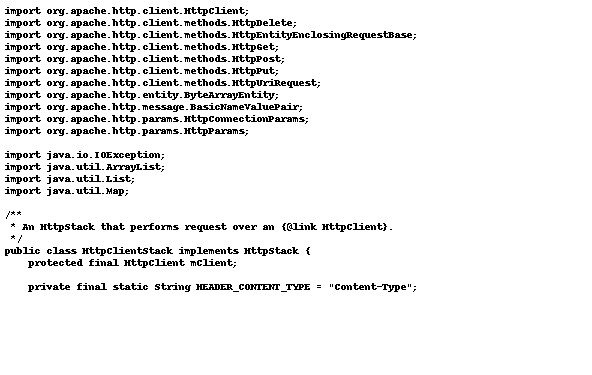 import org.apache.http.client.HttpClient;
import org.apache.http.client.methods.HttpDelete;
import org.apache.http.client.methods.HttpEntityEnclosingRequestBase;
import org.apache.http.client.methods.HttpGet;
import org.apache.http.client.methods.HttpPost;
import org.apache.http.client.methods.HttpPut;
import org.apache.http.client.methods.HttpUriRequest;
import org.apache.http.entity.ByteArrayEntity;
import org.apache.http.message.BasicNameValuePair;
import org.apache.http.params.HttpConnectionParams;
import org.apache.http.params.HttpParams;

import java.io.IOException;
import java.util.ArrayList;
import java.util.List;
import java.util.Map;

/**
 * An HttpStack that performs request over an {@link HttpClient}.
 */
public class HttpClientStack implements HttpStack {
    protected final HttpClient mClient;

    private final static String HEADER_CONTENT_TYPE = "Content-Type";